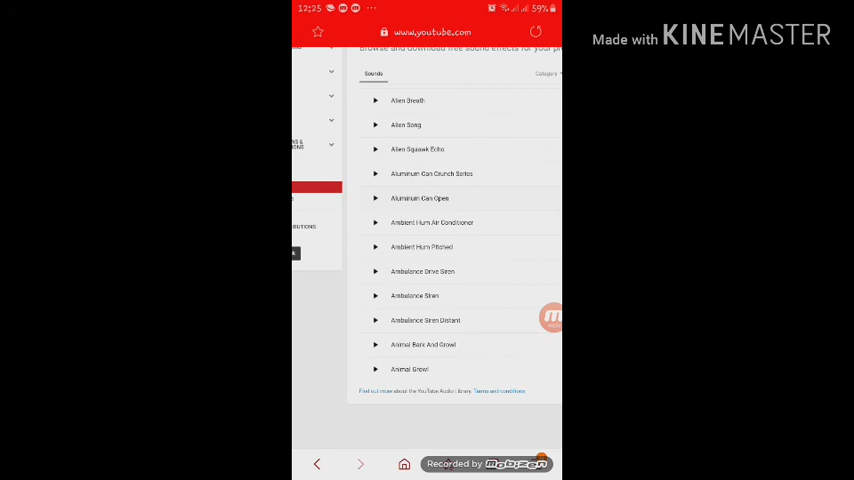 12:25
59%
www.youtube.com
Made with KINEMASTER
Browse and download free sound effects for your pr
Sounds
Category
Alien Breath
Alien Song
Alien Squawk Echo
Aluminum Can Crunch Series
Aluminum Can Open
Ambient Hum Air Conditioner
Ambient Hum Pitched
Ambulance Drive Siren
Ambulance Siren
Ambulance Siren Distant
Animal Bark And Growl
Animal Growl
IBUTIONS
Find out more about the YouTube Audio Library. Terms and conditions
Recorded by mobizen